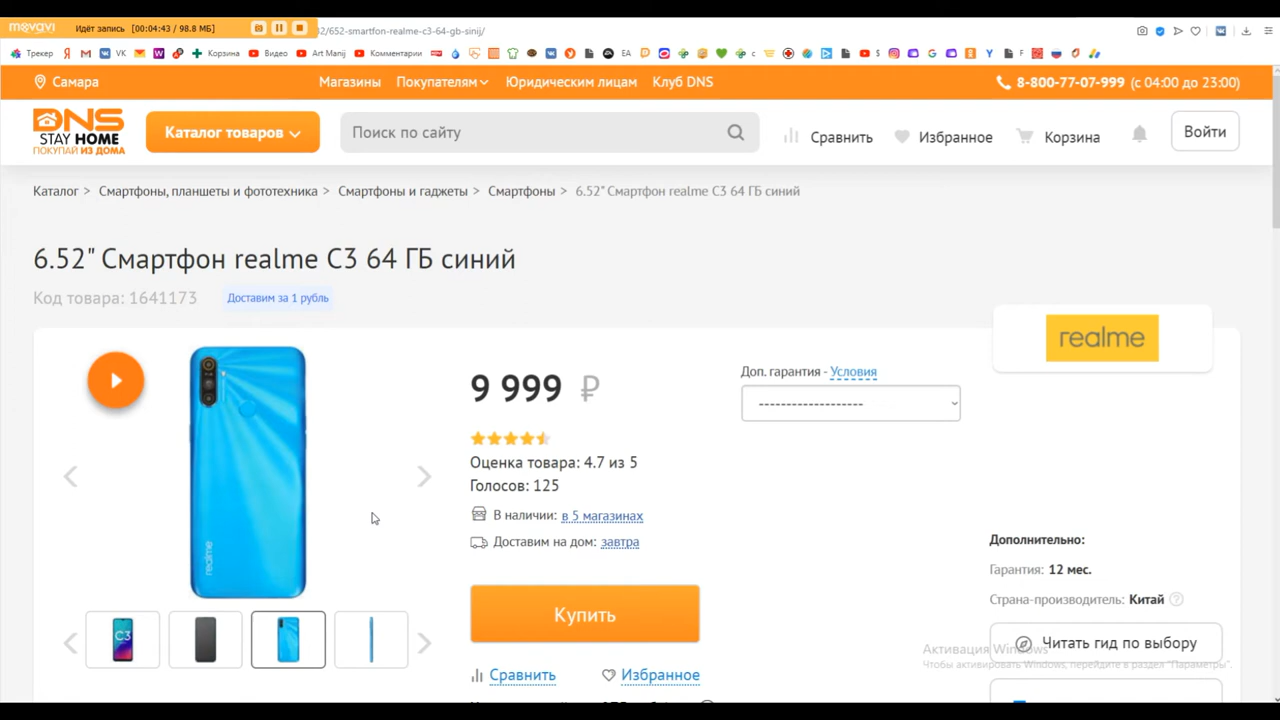 movavi Идёт запись [00:04:43 / 98.8 МБ]
2/652-smartfon-realme-c3-64-gb-sinij/
Трекер VK Корзина Видео Art Manij Комментарии EA с $ F
Самара Магазины Покупателям Юридическим лицам Клуб DNS 8-800-77-07-999 (с 04:00 до 23:00)
DNS
STAY HOME
ПОКУПАЙ ИЗ ДОМА
Каталог товаров Поиск по сайту Сравнить Избранное Корзина Войти
Каталог > Смартфоны, планшеты и фототехника > Смартфоны и гаджеты > Смартфоны > 6.52" Смартфон realme C3 64 ГБ синий
6.52" Смартфон realme C3 64 ГБ синий
Код товара: 1641173 Доставим за 1 рубль
realme
9 999 ₽
Доп. гарантия - Условия
-------------------
Оценка товара: 4.7 из 5
Голосов: 125
В наличии: в 5 магазинах
Доставим на дом: завтра
Купить
Сравнить Избранное
realme
C3
Дополнительно:
Гарантия: 12 мес.
Страна-производитель: Китай ?
Читать гид по выбору
Активация Windows
Чтобы активировать Windows, перейдите в раздел "Параметры".